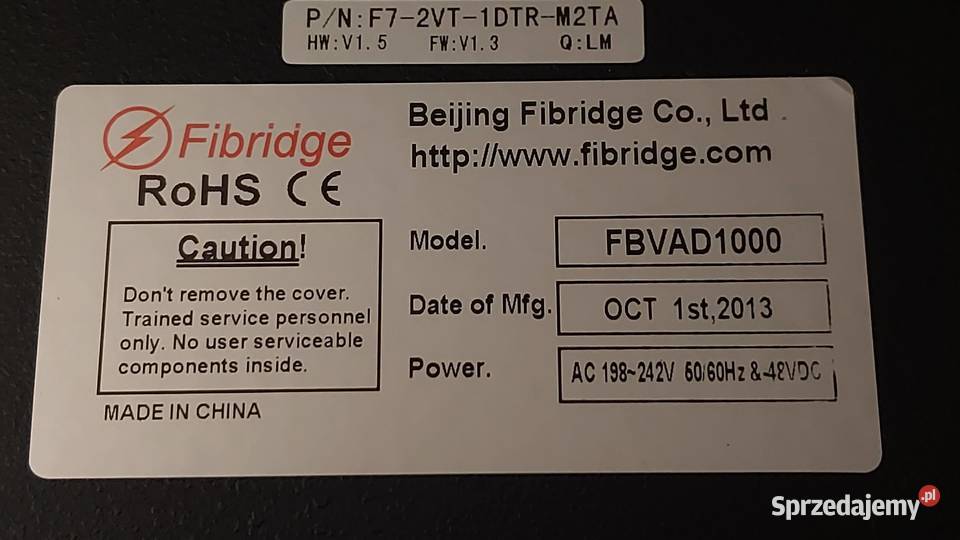 P/N:F7-2VT-1DTR-M2TA
HW:V1.5 FW:V1.3 Q:LM
Fibridge
RoHS CE
Beijing Fibridge Co., Ltd
http://www.fibridge.com
Caution!
Don't remove the cover.
Trained service personnel
only. No user serviceable
components inside.
MADE IN CHINA
Model. FBVAD1000
Date of Mfg. OCT 1st,2013
Power. AC 198~242V 50/60Hz &-48VDC
Sprzedajemy.pl